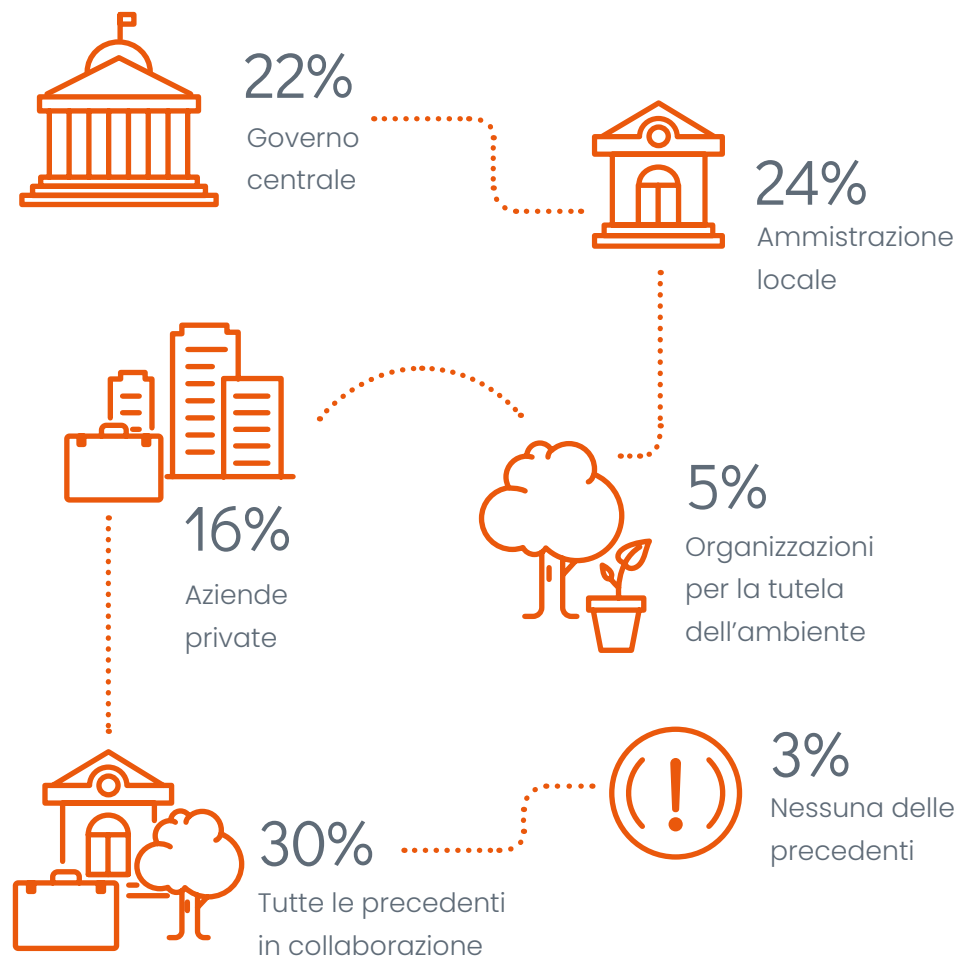 22%
Governo
centrale
24%
Ammistrazione
locale
5%
Organizzazioni
per la tutela
dell’ambiente
16%
Aziende
private
30%
Tutte le precedenti
in collaborazione
3%
Nessuna delle
precedenti